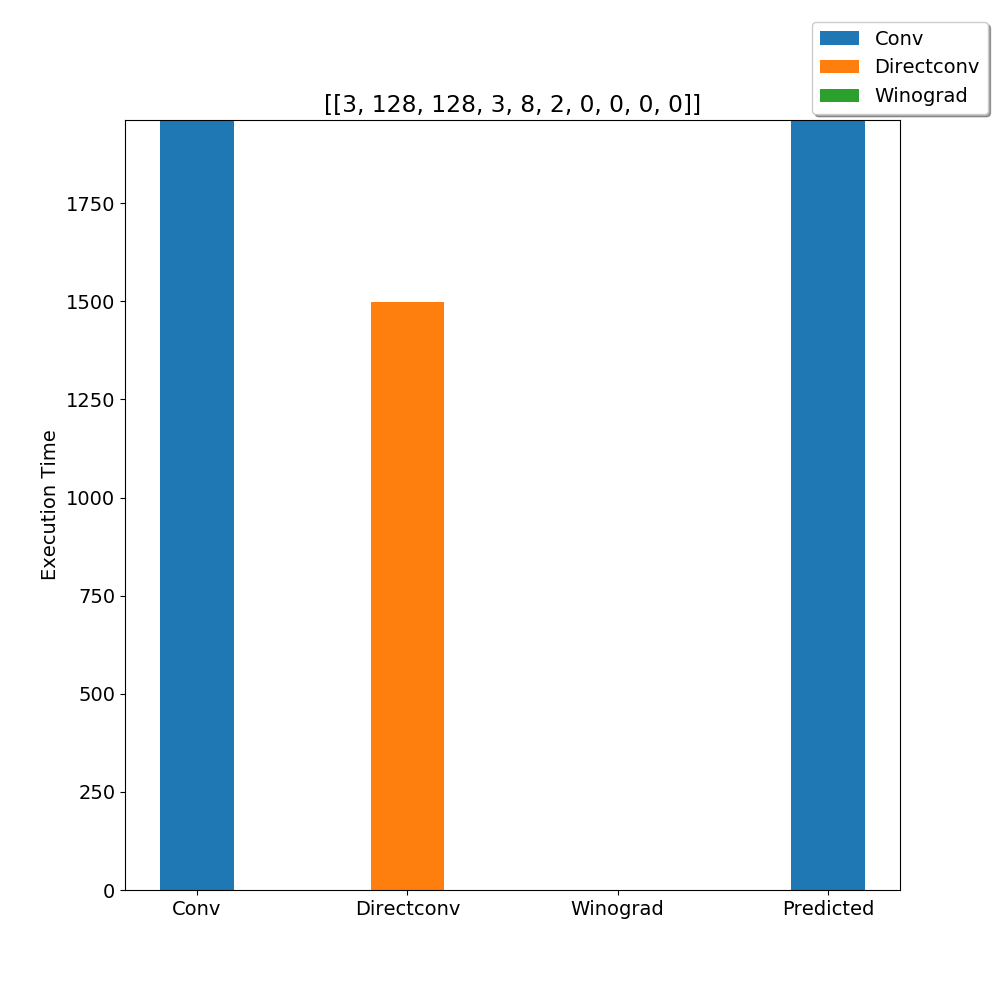 Conv
Directconv
Winograd
[[3, 128, 128, 3, 8, 2, 0, 0, 0, 0]]
1750
1500
1250
1000
750
500
250
0
Execution Time
Conv Directconv Winograd Predicted